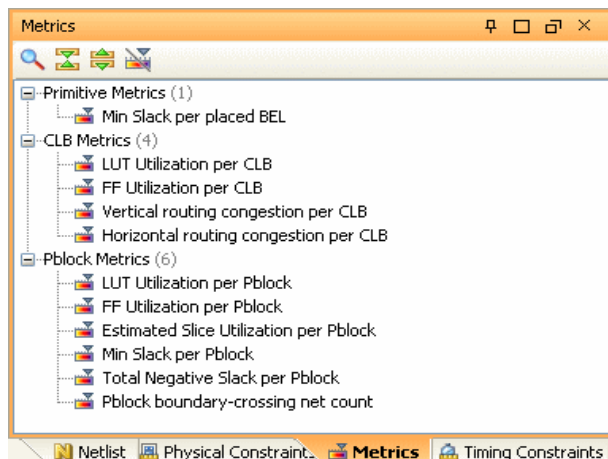 Metrics
Primitive Metrics (1)
Min Slack per placed BEL
CLB Metrics (4)
LUT Utilization per CLB
FF Utilization per CLB
Vertical routing congestion per CLB
Horizontal routing congestion per CLB
Pblock Metrics (6)
LUT Utilization per Pblock
FF Utilization per Pblock
Estimated Slice Utilization per Pblock
Min Slack per Pblock
Total Negative Slack per Pblock
Pblock boundary-crossing net count
Netlist Physical Constraint Metrics Timing Constraints